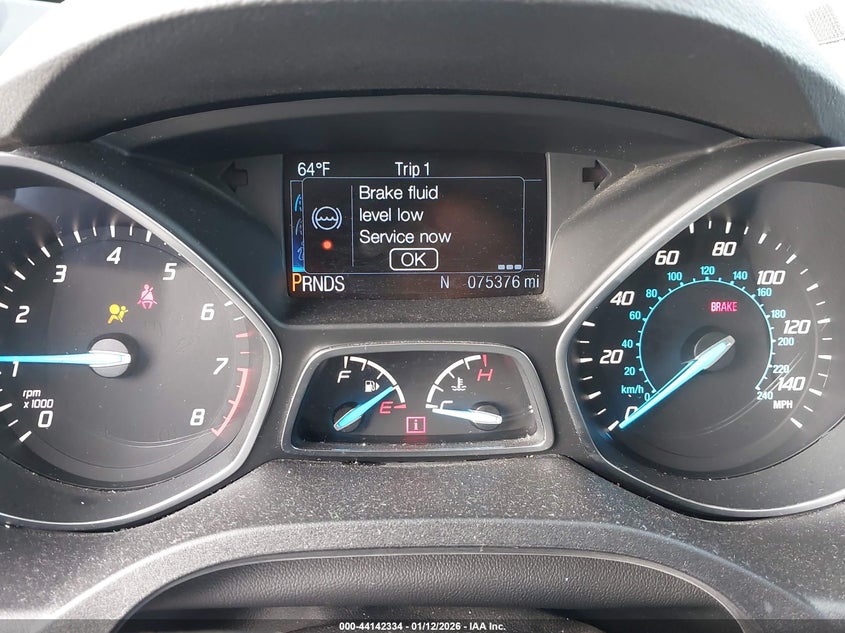 64°F Trip 1
Brake fluid
level low
Service now
OK
PRNDS N 075376 mi
0 1 2 3 4 5 6 7 8
rpm
x1000
F E
C H
i
0 20 40 60 80 100 120 140
MPH
0 20 40 60 80 100 120 140 160 180 200 220 240
km/h
BRAKE
000-44142334 - 01/12/2026 - IAA Inc.